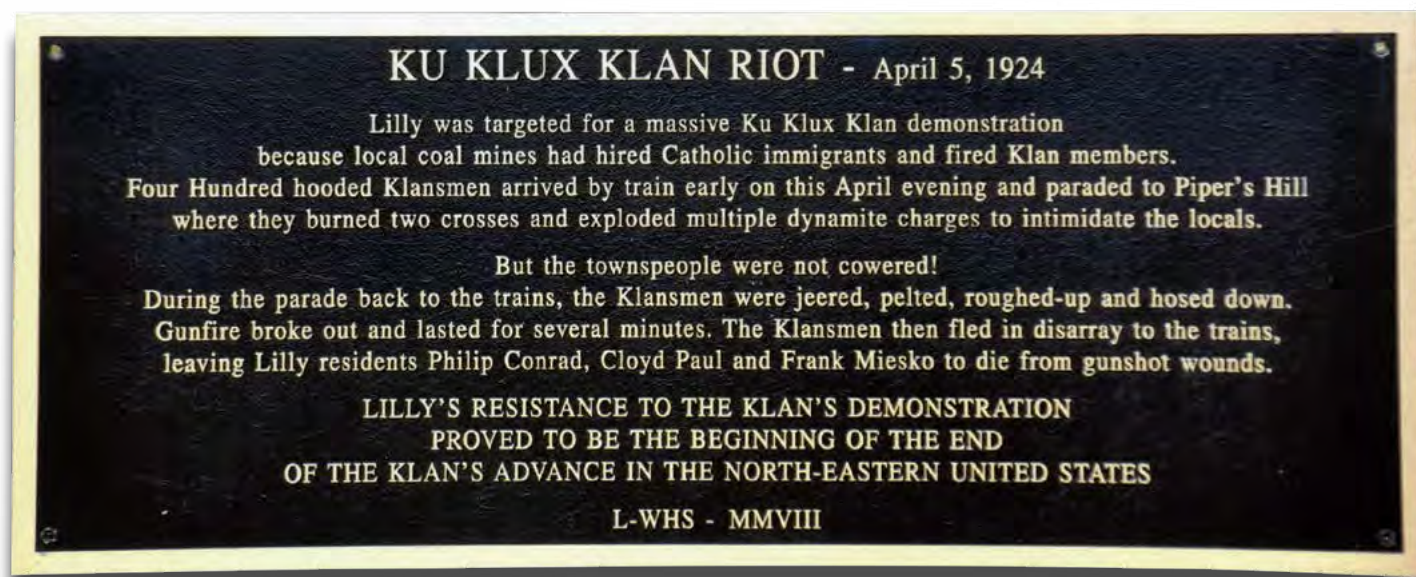 KU KLUX KLAN RIOT - April 5, 1924
Lilly was targeted for a massive Ku Klux Klan demonstration
because local coal mines had hired Catholic immigrants and fired Klan members.
Four Hundred hooded Klansmen arrived by train early on this April evening and paraded to Piper's Hill
where they burned two crosses and exploded multiple dynamite charges to intimidate the locals.
But the townspeople were not cowered!
During the parade back to the trains, the Klansmen were jeered, pelted, roughed-up and hosed down.
Gunfire broke out and lasted for several minutes. The Klansmen then fled in disarray to the trains,
leaving Lilly residents Philip Conrad, Cloyd Paul and Frank Miesko to die from gunshot wounds.
LILLY'S RESISTANCE TO THE KLAN'S DEMONSTRATION
PROVED TO BE THE BEGINNING OF THE END
OF THE KLAN'S ADVANCE IN THE NORTH-EASTERN UNITED STATES
L-WHS - MMVIII